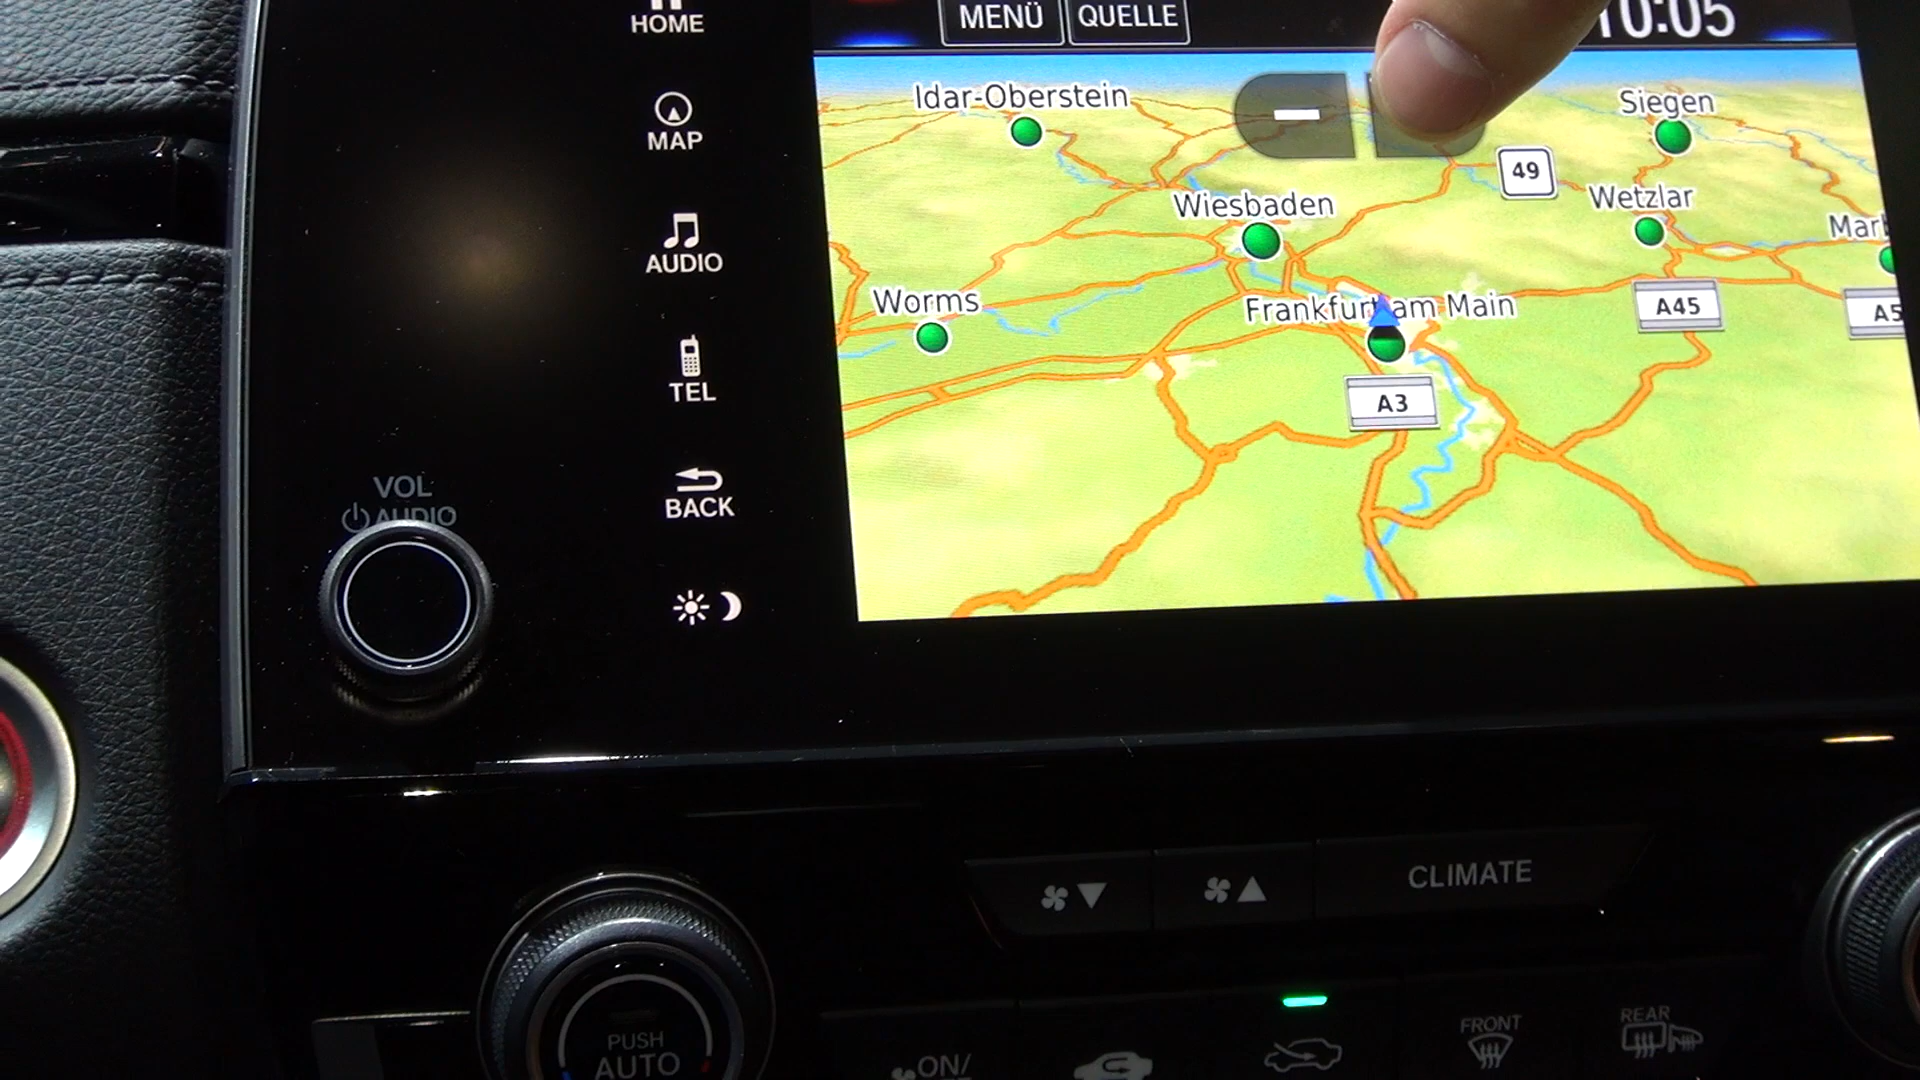 HOME
MENÜ
QUELLE
10:05
MAP
AUDIO
TEL
BACK
VOL
AUDIO
Idar-Oberstein
Siegen
49
Wiesbaden
Wetzlar
Worms
Frankfurt am Main
A45
A3
CLIMATE
PUSH
AUTO
ON/
FRONT
REAR